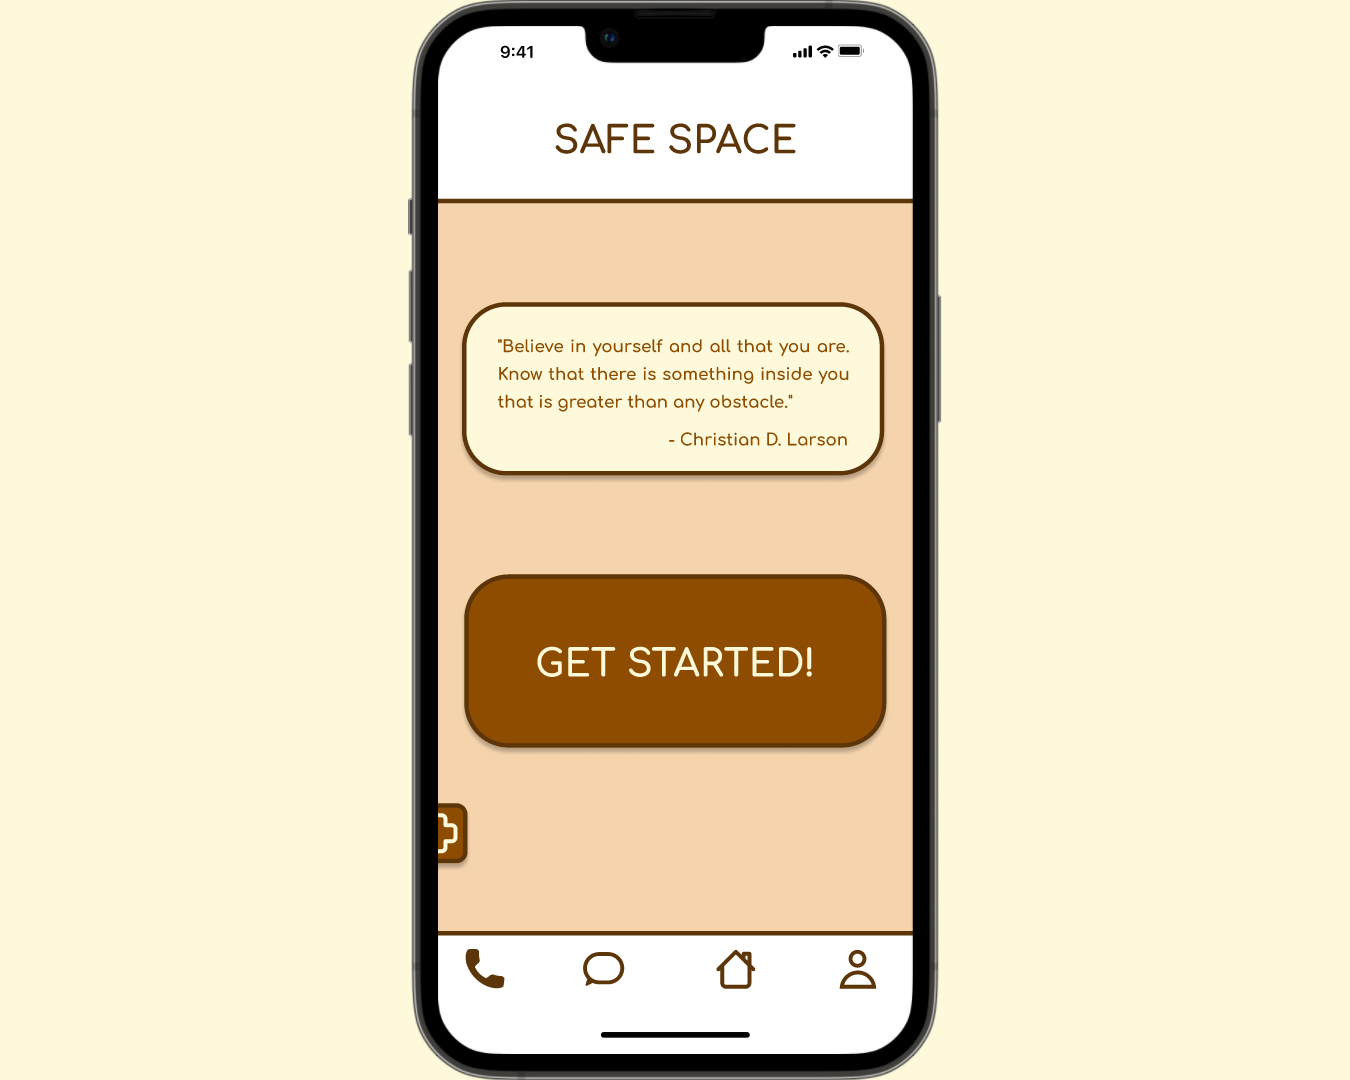 9:41
SAFE SPACE
"Believe in yourself and all that you are.
Know that there is something inside you
that is greater than any obstacle."
- Christian D. Larson
GET STARTED!